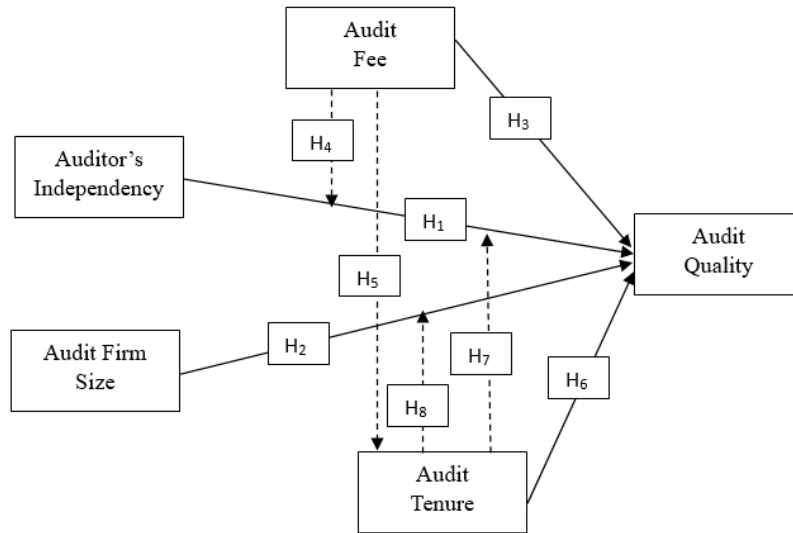 Audit
Fee
H₃
H₄
Auditor’s
Independency
H₁
Audit
Quality
H₅
H₂
H₇
Audit Firm
Size
H₆
H₈
Audit
Tenure